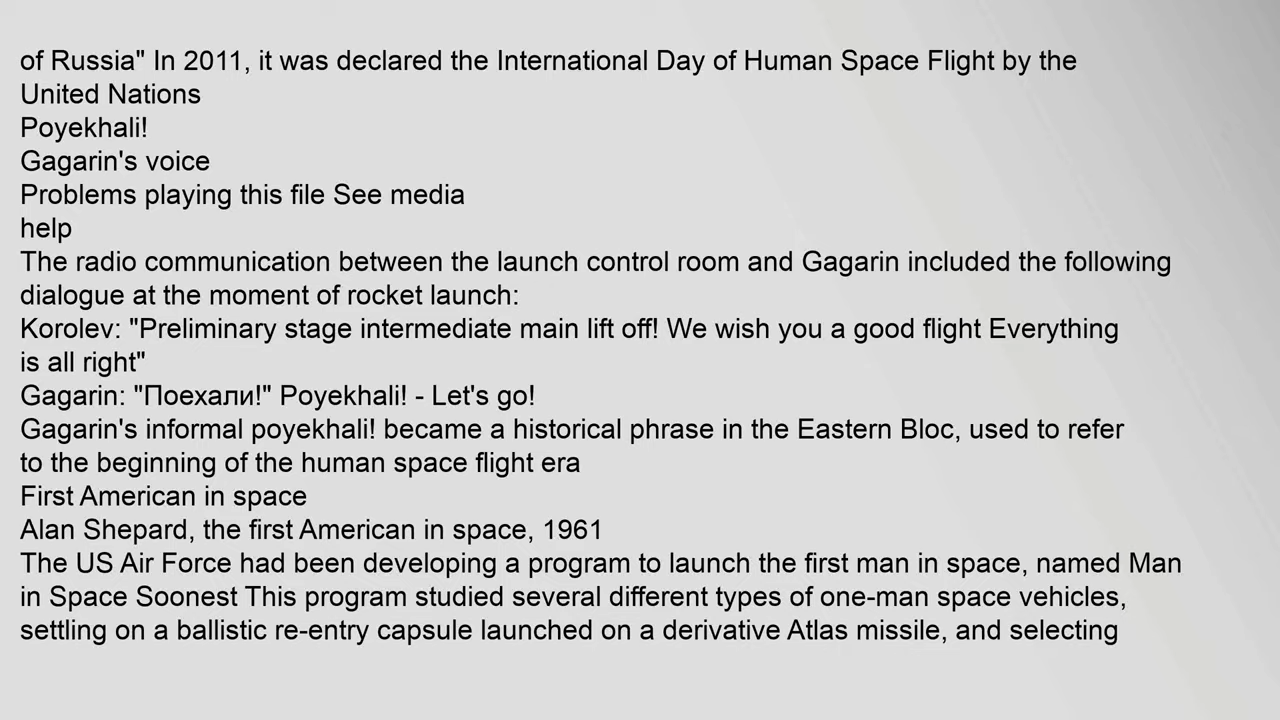 of Russia" In 2011, it was declared the International Day of Human Space Flight by the
United Nations
Poyekhali!
Gagarin's voice
Problems playing this file See media
help
The radio communication between the launch control room and Gagarin included the following
dialogue at the moment of rocket launch:
Korolev: "Preliminary stage intermediate main lift off! We wish you a good flight Everything
is all right"
Gagarin: "Поехали!" Poyekhali! - Let's go!
Gagarin's informal poyekhali! became a historical phrase in the Eastern Bloc, used to refer
to the beginning of the human space flight era
First American in space
Alan Shepard, the first American in space, 1961
The US Air Force had been developing a program to launch the first man in space, named Man
in Space Soonest This program studied several different types of one-man space vehicles,
settling on a ballistic re-entry capsule launched on a derivative Atlas missile, and selecting